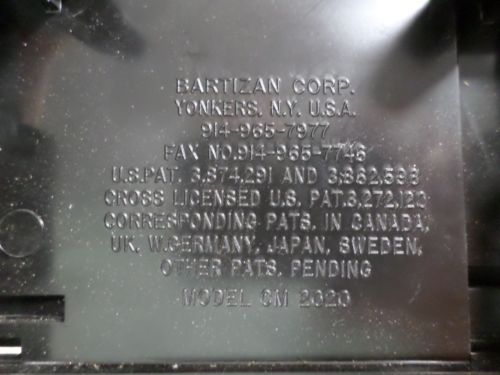 BARTIZAN CORP.
YONKERS, N.Y. U.S.A.
914-965-7977
FAX NO.914-965-7746
U.S.PAT. 3,874,291 AND 3,862,598
CROSS LICENSED U.S. PAT.3,272,120
CORRESPONDING PATS. IN CANADA,
UK, W.GERMANY, JAPAN, SWEDEN,
OTHER PATS. PENDING
MODEL CM 2020